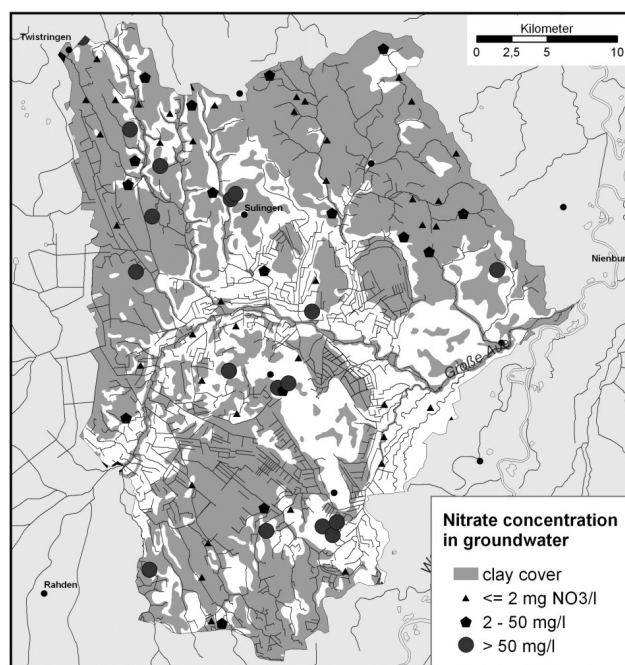 Twistringen
Kilometer
0 2,5 5 10
Sulingen
Nienburg
Große Aue
Rahden
Nitrate concentration
in groundwater
clay cover
<= 2 mg NO3/l
2 - 50 mg/l
> 50 mg/l